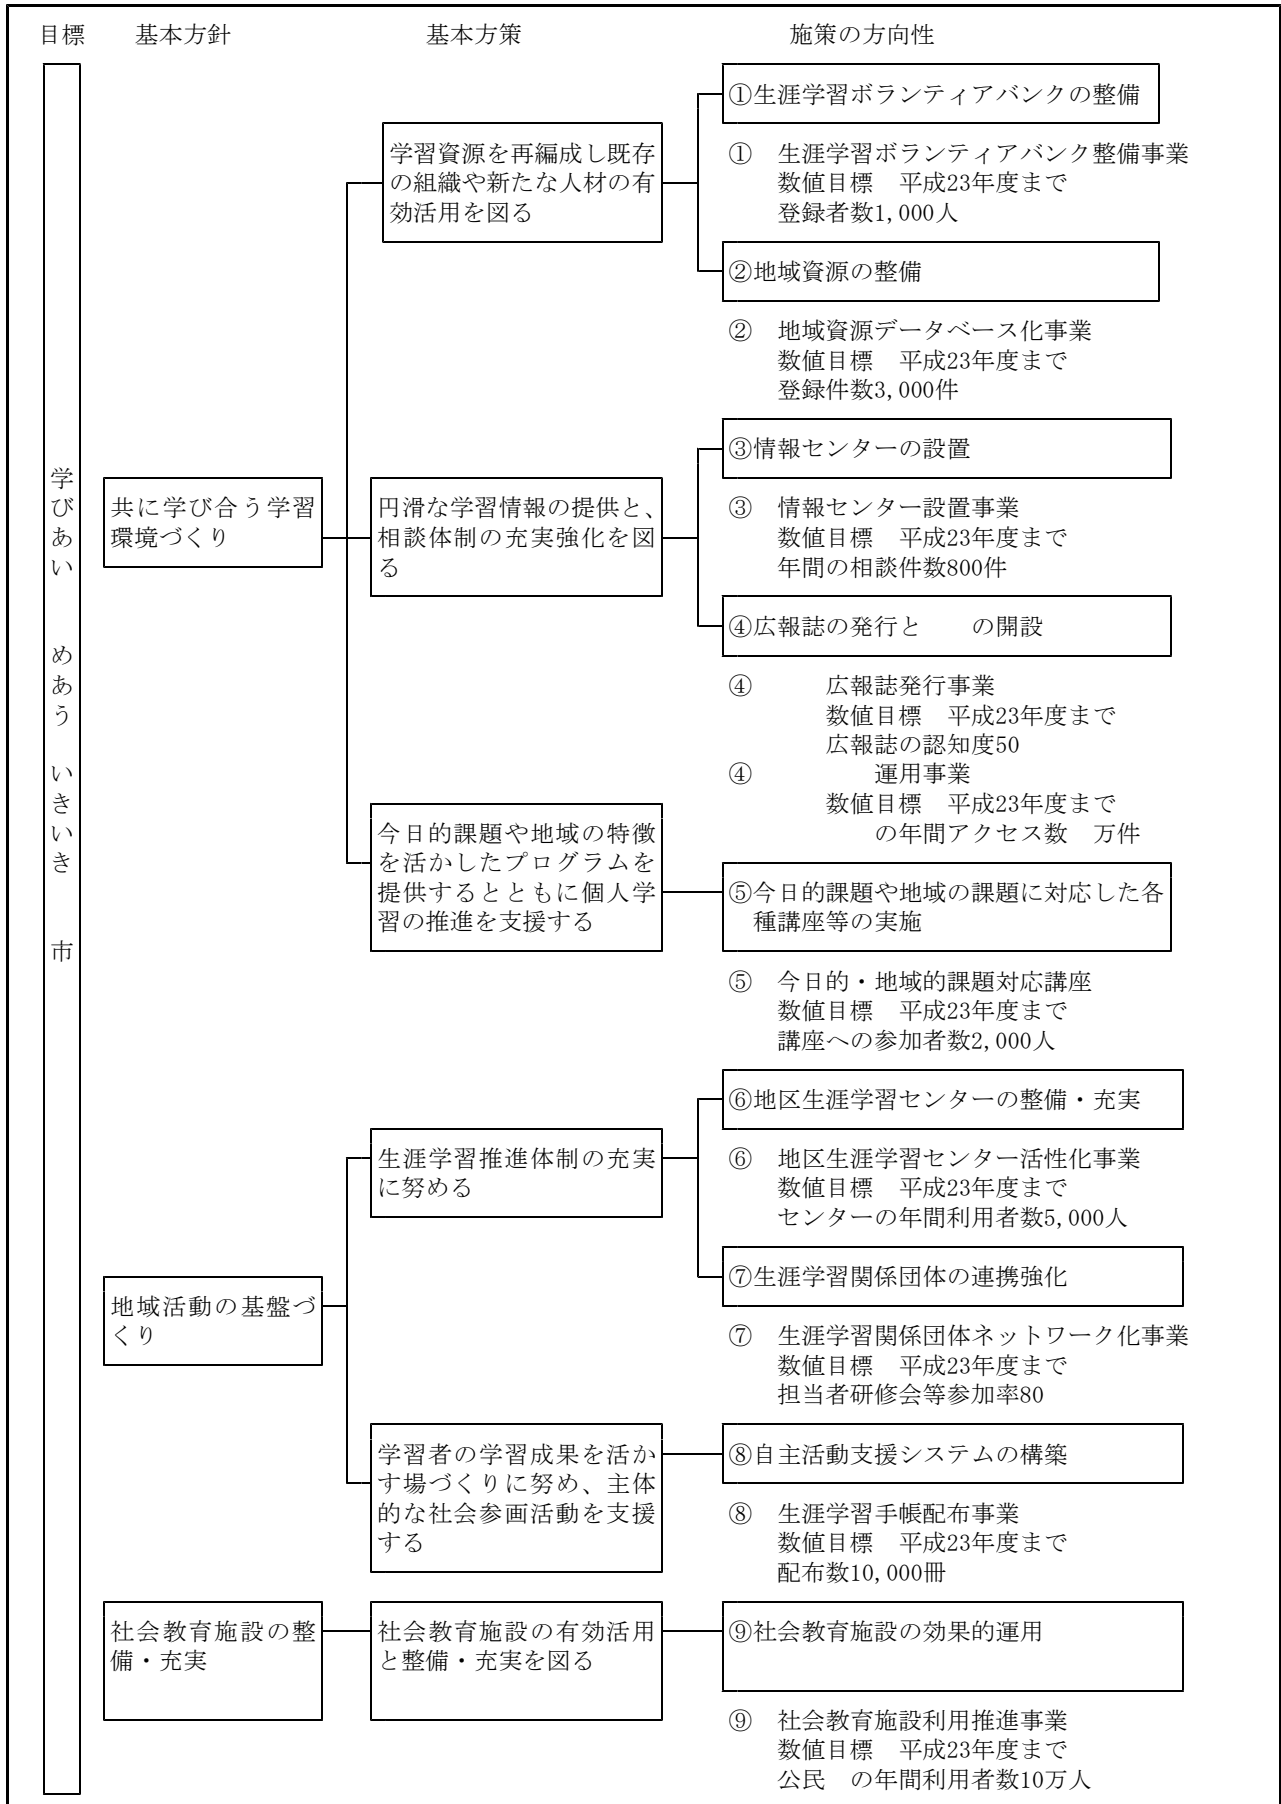 目標　基本方針　基本方策　施策の方向性
学びあい　めあう　いきいき　市
共に学び合う学習
環境づくり
学習資源を再編成し既存
の組織や新たな人材の有
効活用を図る
①生涯学習ボランティアバンクの整備
①　生涯学習ボランティアバンク整備事業
数値目標　平成23年度まで
登録者数1,000人
②地域資源の整備
②　地域資源データベース化事業
数値目標　平成23年度まで
登録件数3,000件
円滑な学習情報の提供と、
相談体制の充実強化を図
る
③情報センターの設置
③　情報センター設置事業
数値目標　平成23年度まで
年間の相談件数800件
④広報誌の発行と　　の開設
④　　　広報誌発行事業
数値目標　平成23年度まで
広報誌の認知度50
④　　　　　運用事業
数値目標　平成23年度まで
の年間アクセス数　万件
今日的課題や地域の特徴
を活かしたプログラムを
提供するとともに個人学
習の推進を支援する
⑤今日的課題や地域の課題に対応した各
種講座等の実施
⑤　今日的・地域的課題対応講座
数値目標　平成23年度まで
講座への参加者数2,000人
地域活動の基盤づ
くり
生涯学習推進体制の充実
に努める
⑥地区生涯学習センターの整備・充実
⑥　地区生涯学習センター活性化事業
数値目標　平成23年度まで
センターの年間利用者数5,000人
⑦生涯学習関係団体の連携強化
⑦　生涯学習関係団体ネットワーク化事業
数値目標　平成23年度まで
担当者研修会等参加率80
学習者の学習成果を活か
す場づくりに努め、主体
的な社会参画活動を支援
する
⑧自主活動支援システムの構築
⑧　生涯学習手帳配布事業
数値目標　平成23年度まで
配布数10,000冊
社会教育施設の整
備・充実
社会教育施設の有効活用
と整備・充実を図る
⑨社会教育施設の効果的運用
⑨　社会教育施設利用推進事業
数値目標　平成23年度まで
公民　の年間利用者数10万人